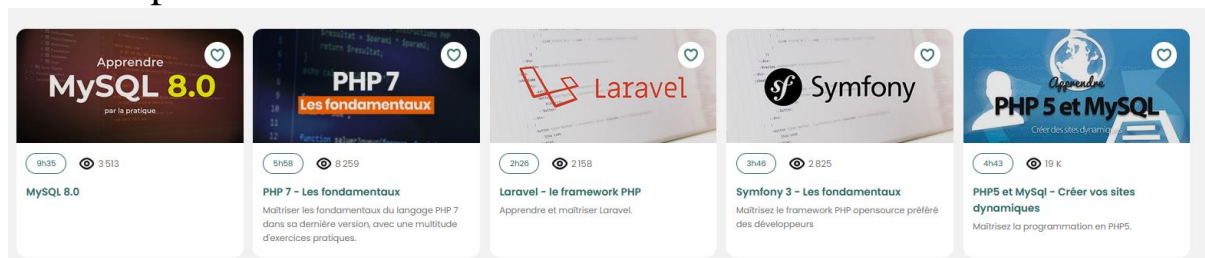 Apprendre
MySQL 8.0
par la pratique
9h35 3 513
MySQL 8.0
return $resultat;
PHP 7
Les fondamentaux
5h58 8 259
PHP 7 - Les fondamentaux
Maîtriser les fondamentaux du langage PHP 7
dans sa dernière version, avec une multitude
d'exercices pratiques.
Laravel
2h26 2 158
Laravel - le framework PHP
Apprendre et maîtriser Laravel.
sf Symfony
3h46 2 825
Symfony 3 - Les fondamentaux
Maîtrisez le framework PHP opensource préféré
des développeurs
Apprendre
PHP 5 et MySQL
Créer des sites dynamiques
4h43 19 K
PHP5 et MySql - Créer vos sites
dynamiques
Maîtrisez la programmation en PHP5.